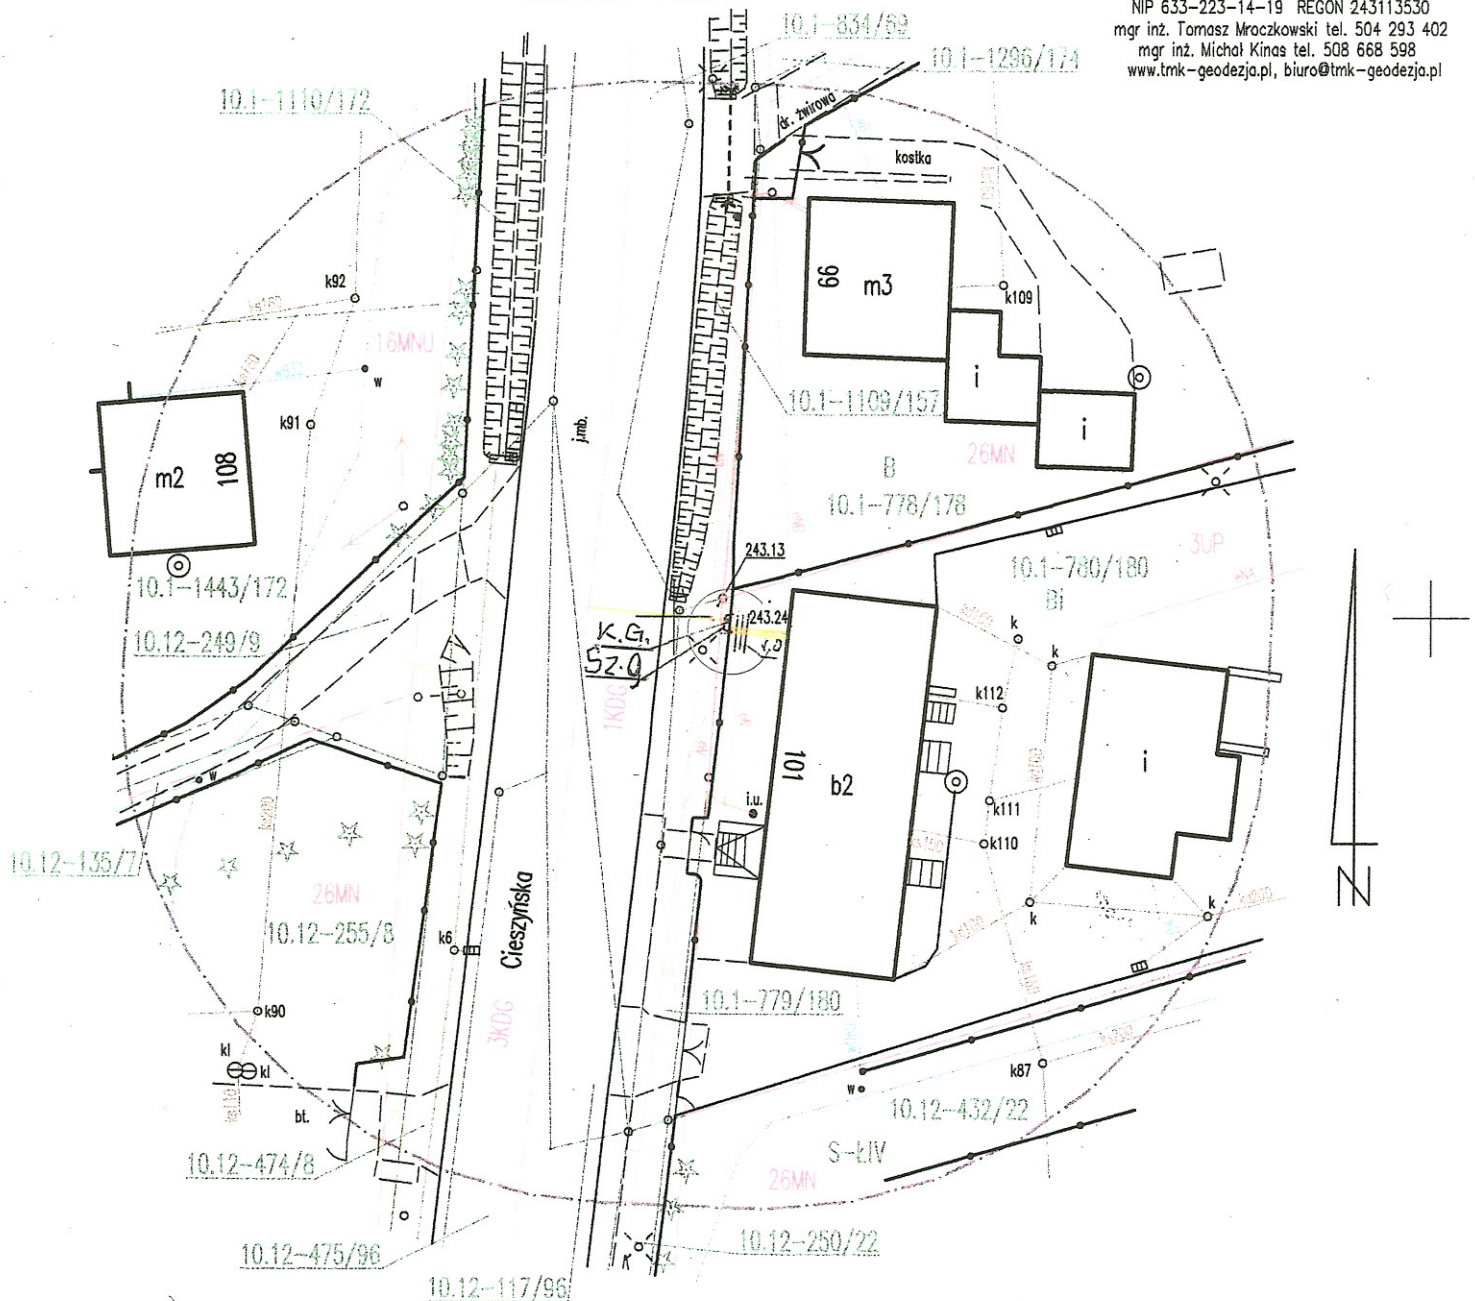 NIP 633-223-14-19 REGON 243113530
mgr inż. Tomasz Mroczkowski tel. 504 293 402
mgr inż. Michał Kinas tel. 508 668 598
www.tmk-geodezja.pl, biuro@tmk-geodezja.pl
10.1-834/69
10.1-1296/174
10.1-1110/172
dr. żwirowa
kostka
k92
ks160
16MNU
w
k91
m2
108
j.mb.
66
m3
k109
i
i
10.1-1109/157
26MN
B
10.1-778/178
3UP
243.13
10.1-780/180
Bi
10.1-1443/172
10.12-249/9
243.24
K.G.
Sz.O
1KDG
k
k
k112
k111
k110
i
101
b2
i.u.
w
10.12-135/7
26MN
10.12-255/8
k6
Cieszyńska
3KDG
k
k
10.1-779/180
k90
kl
kl
bt.
k87
w
10.12-432/22
S-ŁIV
26MN
10.12-474/8
10.12-475/96
10.12-250/22
10.12-117/96
N